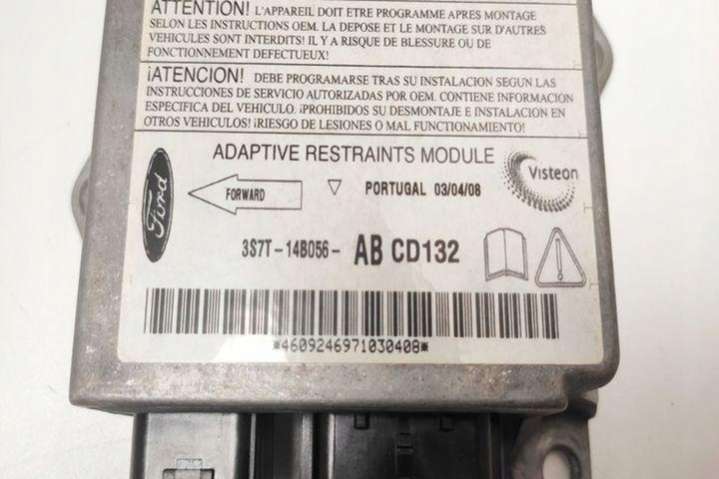 ATTENTION! L'APPAREIL DOIT ETRE PROGRAMME APRES MONTAGE
SELON LES INSTRUCTIONS OEM. LA DEPOSE ET LE MONTAGE SUR D'AUTRES
VEHICULES SONT INTERDITS! IL Y A RISQUE DE BLESSURE OU DE
FONCTIONNEMENT DEFECTUEUX!
¡ATENCION! DEBE PROGRAMARSE TRAS SU INSTALACION SEGUN LAS
INSTRUCCIONES DE SERVICIO AUTORIZADAS POR OEM. CONTIENE INFORMACION
ESPECIFICA DEL VEHICULO. ¡PROHIBIDOS SU DESMONTAJE E INSTALACION EN
OTROS VEHICULOS! ¡RIESGO DE LESIONES O MAL FUNCTIONAMIENTO!
ADAPTIVE RESTRAINTS MODULE
Visteon
Ford
FORWARD
PORTUGAL 03/04/08
3S7T-14B056- AB CD132
*4609246971030408*